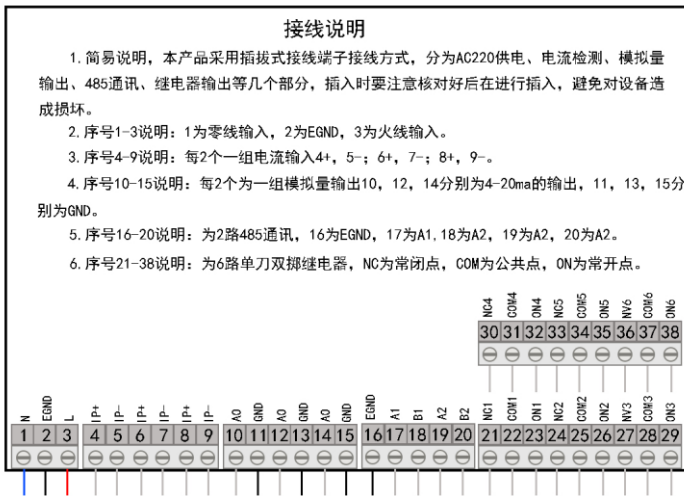 接线说明
1. 简易说明，本产品采用插拔式接线端子接线方式，分为AC220供电、电流检测、模拟量
输出、485通讯、继电器输出等几个部分，插入时要注意核对好后在进行插入，避免对设备造
成损坏。
2. 序号1-3说明：1为零线输入，2为EGND，3为火线输入。
3. 序号4-9说明：每2个一组电流输入4+，5-；6+，7-；8+，9-。
4. 序号10-15说明：每2个为一组模拟量输出10，12，14分别为4-20ma的输出，11，13，15分
别为GND。
5. 序号16-20说明：为2路485通讯，16为EGND，17为A1,18为A2，19为A2，20为A2。
6. 序号21-38说明：为6路单刀双掷继电器，NC为常闭点，COM为公共点，ON为常开点。
NC4 COM4 ON4 NC5 COM5 ON5 NV6 COM6 ON6
30 31 32 33 34 35 36 37 38
N EGND L IP+ IP- IP+ IP- IP+ IP- AO GND AO GND AO GND EGND A1 B1 A2 B2 NC1 COM1 ON1 NC2 COM2 ON2 NV3 COM3 ON3
1 2 3 4 5 6 7 8 9 10 11 12 13 14 15 16 17 18 19 20 21 22 23 24 25 26 27 28 29